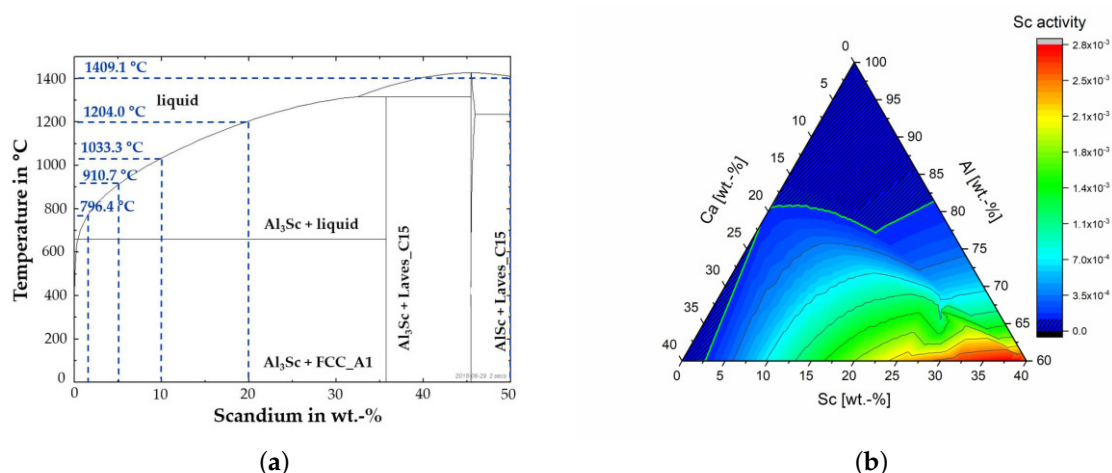 1400
1200
1000
800
600
400
200
0
Temperature in °C
1409.1 °C
liquid
1204.0 °C
1033.3 °C
910.7 °C
796.4 °C
Al₃Sc + liquid
Al₃Sc + FCC_A1
Al₃Sc + Laves_C15
AlSc + Laves_C15
0
10
20
30
40
50
Scandium in wt.-%
(a)
Sc activity
2.8x10⁻³
2.5x10⁻³
2.1x10⁻³
1.8x10⁻³
1.4x10⁻³
1.1x10⁻³
7.0x10⁻⁴
3.5x10⁻⁴
0.0
0
5
10
15
20
25
30
35
40
Ca [wt.-%]
100
95
90
85
80
75
70
65
60
Al [wt.-%]
0
5
10
15
20
25
30
35
40
Sc [wt.-%]
(b)